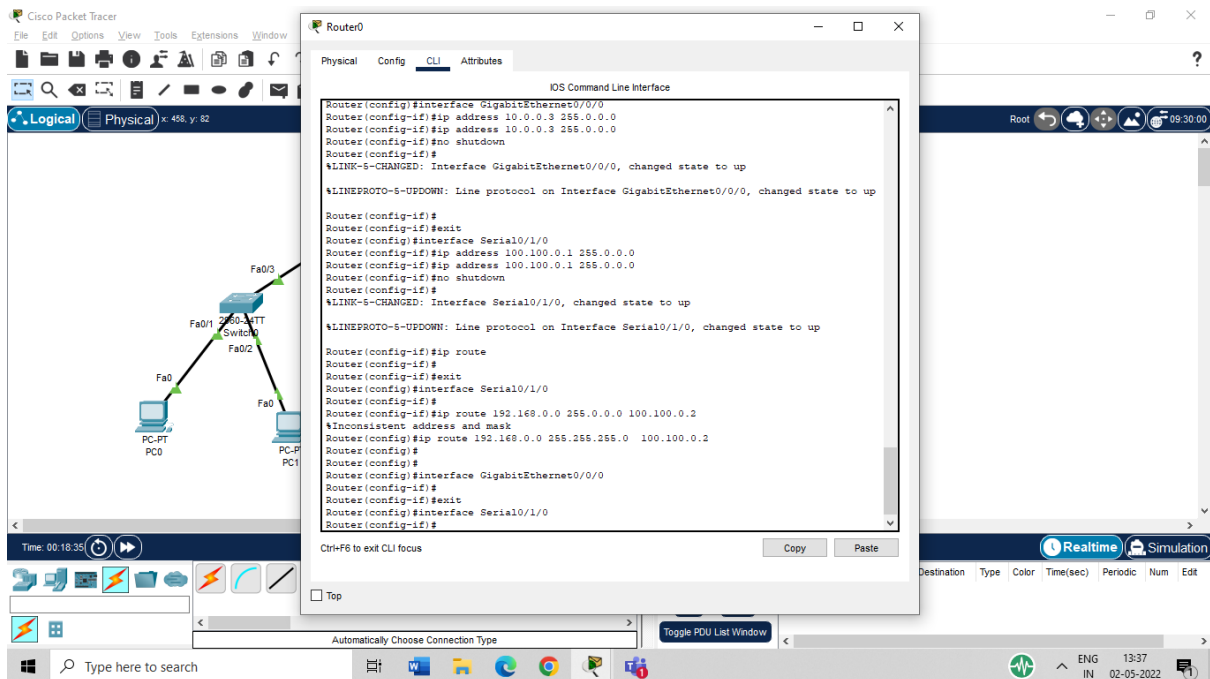 Cisco Packet Tracer
File Edit Options View Tools Extensions Window
Router0
Physical Config CLI Attributes
IOS Command Line Interface
Router(config)#interface GigabitEthernet0/0/0
Router(config-if)#ip address 10.0.0.3 255.0.0.0
Router(config-if)#ip address 10.0.0.3 255.0.0.0
Router(config-if)#no shutdown
Router(config-if)#
%LINK-5-CHANGED: Interface GigabitEthernet0/0/0, changed state to up
%LINEPROTO-5-UPDOWN: Line protocol on Interface GigabitEthernet0/0/0, changed state to up
Router(config-if)#
Router(config-if)#exit
Router(config)#interface Serial0/1/0
Router(config-if)#ip address 100.100.0.1 255.0.0.0
Router(config-if)#ip address 100.100.0.1 255.0.0.0
Router(config-if)#no shutdown
Router(config-if)#
%LINK-5-CHANGED: Interface Serial0/1/0, changed state to up
%LINEPROTO-5-UPDOWN: Line protocol on Interface Serial0/1/0, changed state to up
Router(config-if)#ip route
Router(config-if)#
Router(config-if)#exit
Router(config)#interface Serial0/1/0
Router(config-if)#
Router(config-if)#ip route 192.168.0.0 255.0.0.0 100.100.0.2
%Inconsistent address and mask
Router(config)#ip route 192.168.0.0 255.255.255.0  100.100.0.2
Router(config)#
Router(config)#
Router(config)#interface GigabitEthernet0/0/0
Router(config-if)#
Router(config-if)#exit
Router(config)#interface Serial0/1/0
Router(config-if)#
Ctrl+F6 to exit CLI focus
Copy
Paste
Top
Logical
Physical
x: 458, y: 82
Root
09:30:00
Fa0/3
2960-24TT
Switch0
Fa0/1
Fa0/2
Fa0
Fa0
PC-PT
PC0
PC-P
PC1
Time: 00:18:35
Realtime
Simulation
Destination Type Color Time(sec) Periodic Num Edit
Automatically Choose Connection Type
Toggle PDU List Window
Type here to search
ENG
IN
13:37
02-05-2022